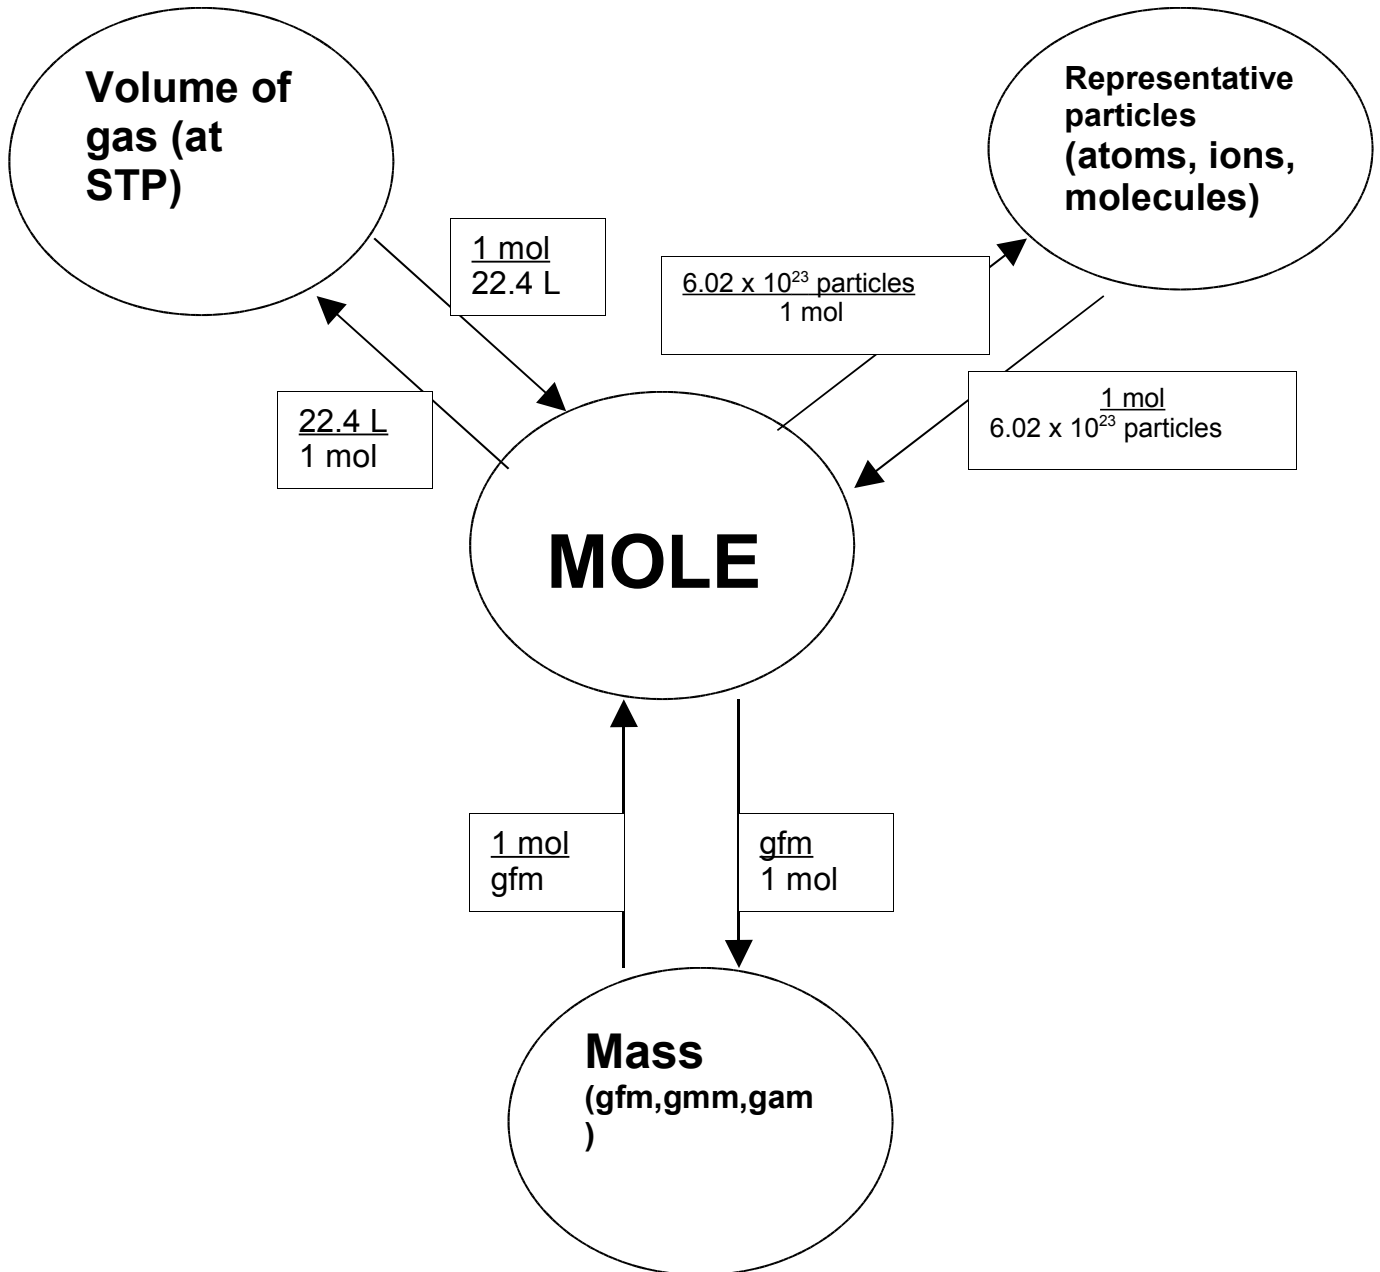 Volume of
gas (at
STP)
Representative
particles
(atoms, ions,
molecules)
1 mol
22.4 L
6.02 x 10²³ particles
1 mol
22.4 L
1 mol
1 mol
6.02 x 10²³ particles
MOLE
1 mol
gfm
gfm
1 mol
Mass
(gfm,gmm,gam
)